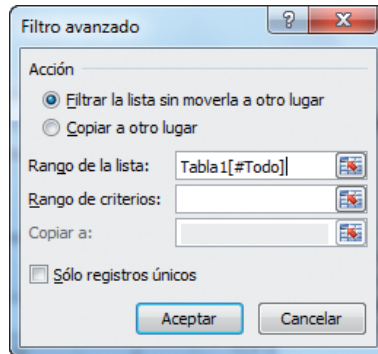 Filtro avanzado
Acción
Filtrar la lista sin moverla a otro lugar
Copiar a otro lugar
Rango de la lista: Tabla1[#Todo]
Rango de criterios:
Copiar a:
Sólo registros únicos
Aceptar Cancelar